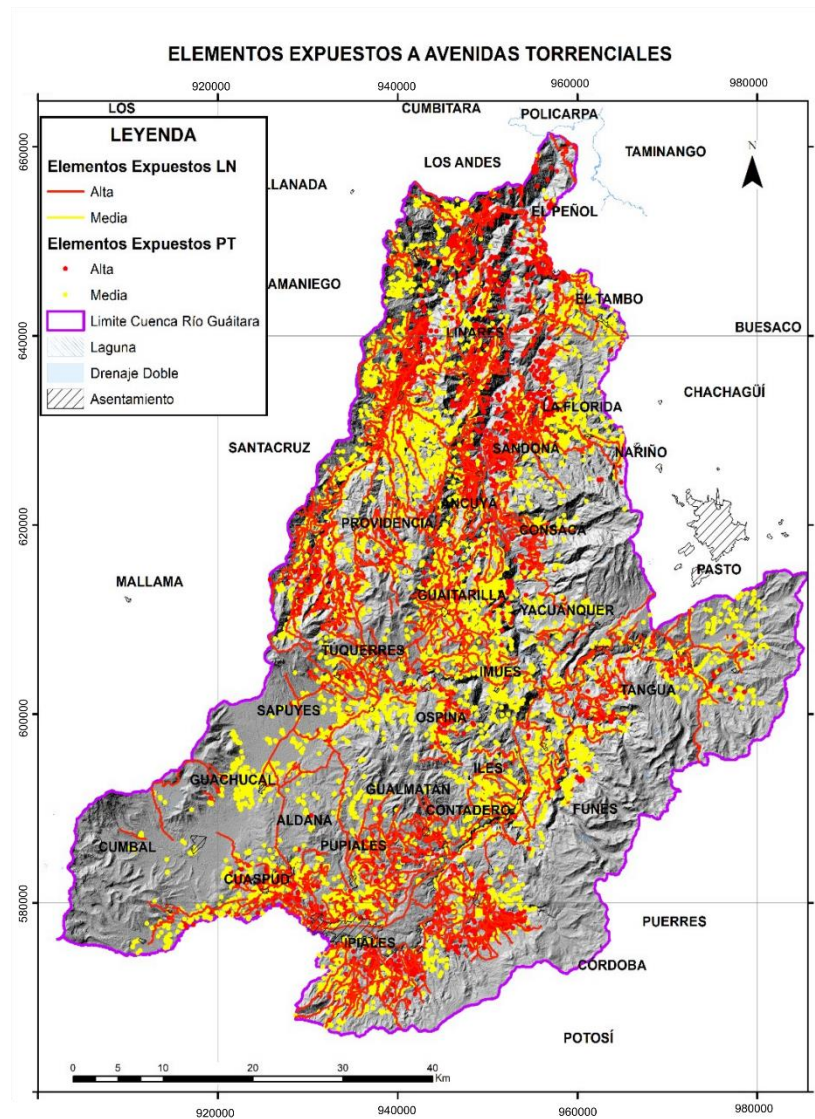 ELEMENTOS EXPUESTOS A AVENIDAS TORRENCIALES
920000 940000 960000 980000
LOS CUMBITARA POLICARPA
660000
LEYENDA
Elementos Expuestos LN
Alta
Media
Elementos Expuestos PT
Alta
Media
Limite Cuenca Río Guáitara
Laguna
Drenaje Doble
Asentamiento
N
TAMINANGO
LOS ANDES
LLANADA
EL PEÑOL
AMANIEGO
EL TAMBO
640000
LINARES
BUESACO
CHACHAGÜÍ
LA FLORIDA
SANTACRUZ
SANDONÁ
NARIÑO
ANCUYA
620000
PROVIDENCIA
CONSACA
PASTO
MALLAMA
GUAITARILLA
YACUANQUER
TUQUERRES
IMUES
TANGUA
600000
SAPUYES
OSPINA
ILES
GUACHUCAL
GUALMATAN
CONTADERO
FUNES
ALDANA
CUMBAL
PUPIALES
CUASPUD
580000
PUERRES
IPIALES
CORDOBA
POTOSÍ
0 5 10 20 30 40
Km
920000 940000 960000 980000